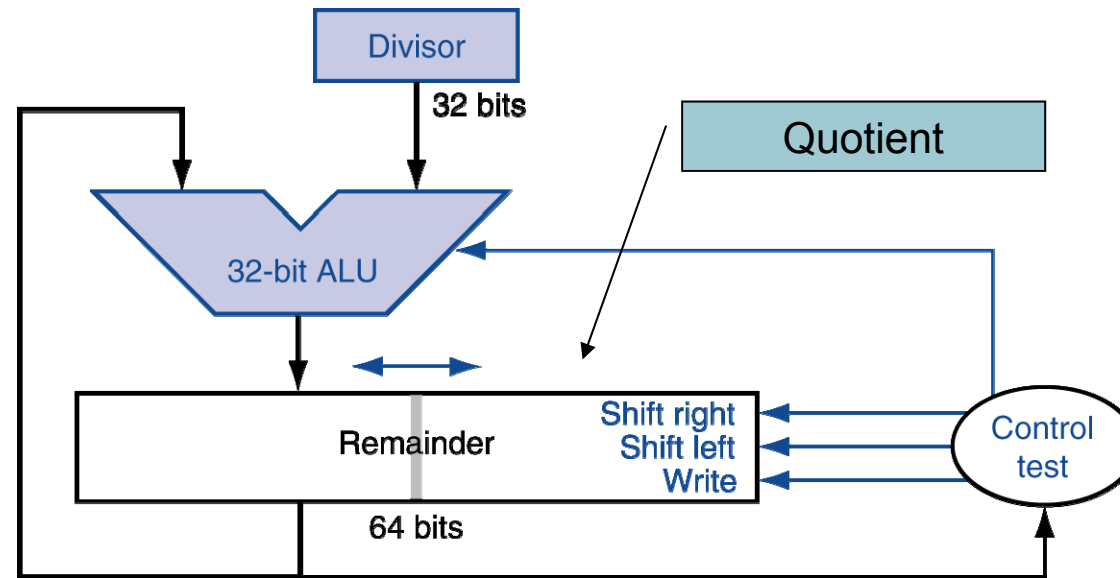 Divisor
32 bits
Quotient
32-bit ALU
Shift right
Remainder
Shift left
Write
Control
test
64 bits